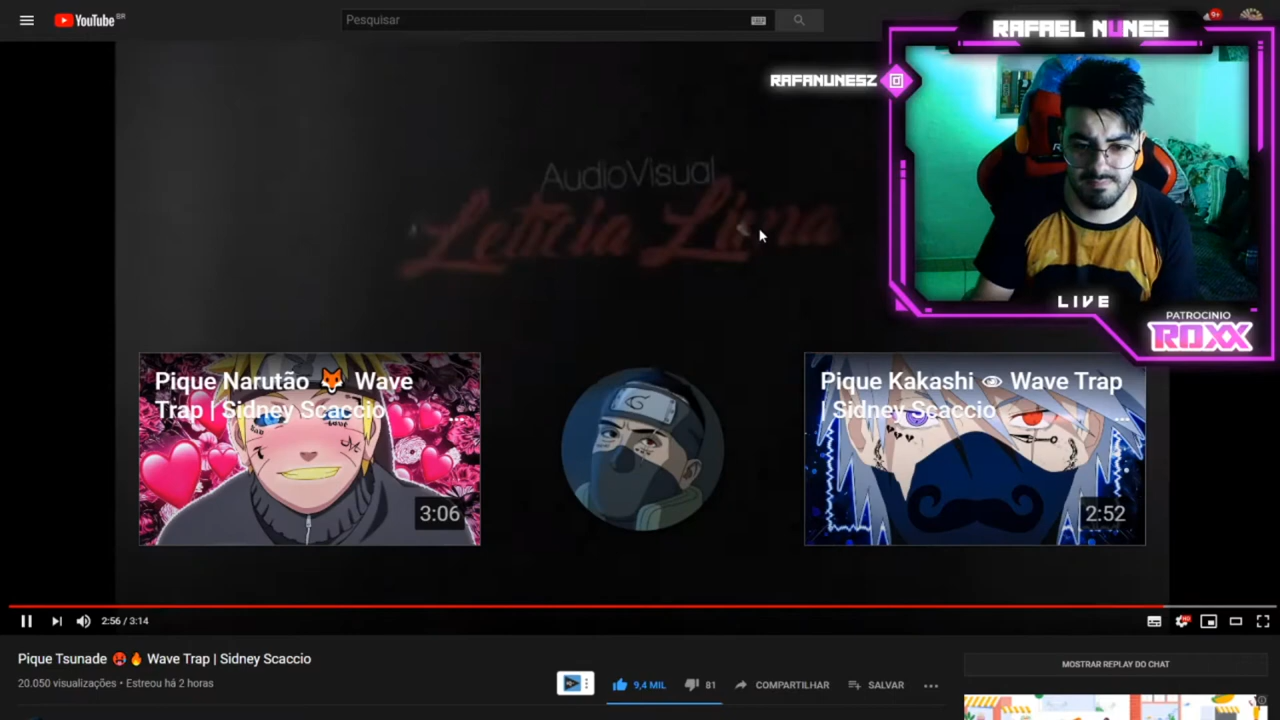 YouTube BR
Pesquisar
9+
RAFAEL NUNES
RAFANUNESZ
AudioVisual
Letícia Lima
LIVE
PATROCINIO
ROXX
Pique Narutão 🦊 Wave
Trap | Sidney Scaccio
3:06
Pique Kakashi 👁 Wave Trap
| Sidney Scaccio
2:52
2:56 / 3:14
Pique Tsunade 🥵🔥 Wave Trap | Sidney Scaccio
20.050 visualizações • Estreou há 2 horas
9,4 MIL
81
COMPARTILHAR
SALVAR
MOSTRAR REPLAY DO CHAT